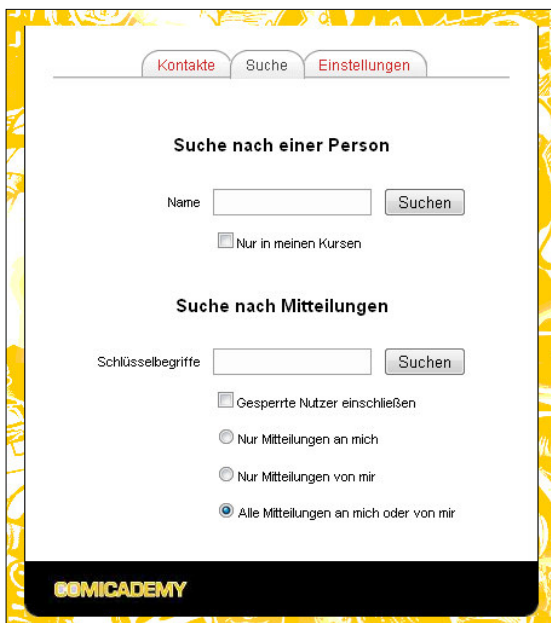 Kontakte Suche Einstellungen
Suche nach einer Person
Name Suchen
Nur in meinen Kursen
Suche nach Mitteilungen
Schlüsselbegriffe Suchen
Gesperrte Nutzer einschließen
Nur Mitteilungen an mich
Nur Mitteilungen von mir
Alle Mitteilungen an mich oder von mir
COMICADEMY